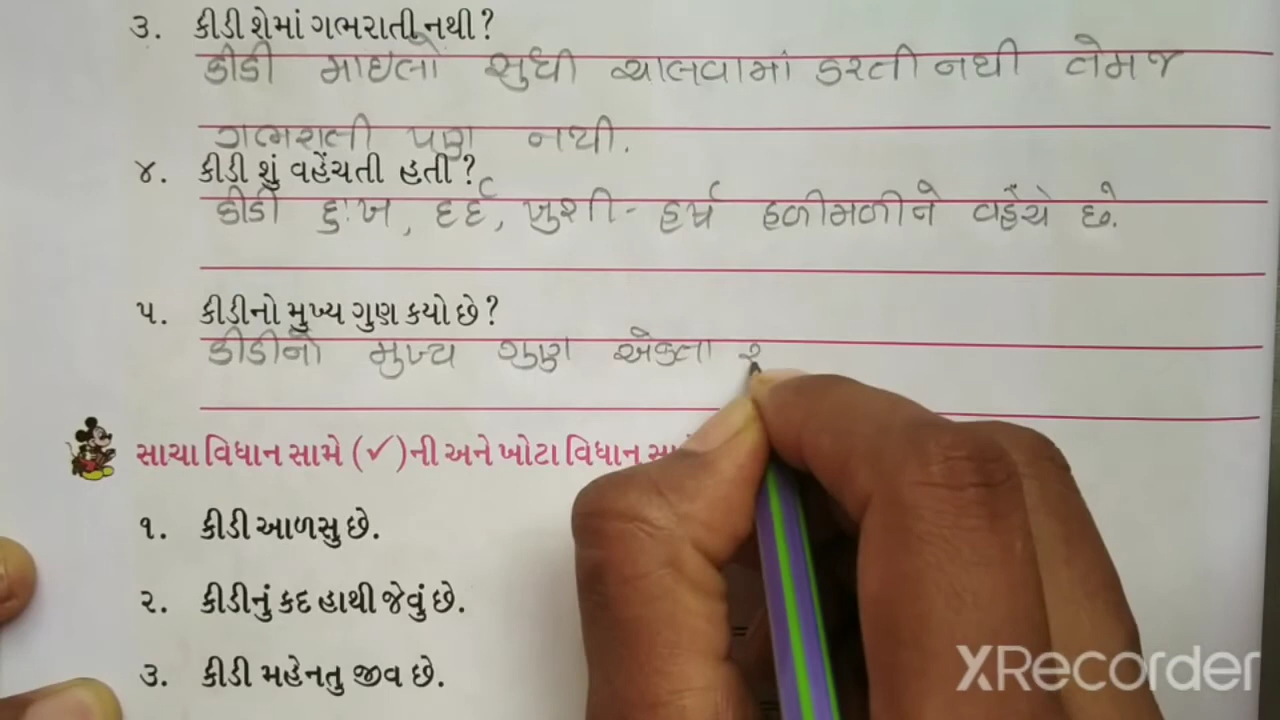 ૩. કીડી શેમાં ગભરાતી નથી?
કીડી માઇલો સુધી ચાલવામાં ડરતી નથી તેમજ
ગભરાતી પણ નથી.
૪. કીડી શું વહેંચતી હતી?
કીડી દુઃખ, દર્દ, ખુશી - હર્ષ હળીમળીને વહેંચે છે.
૫. કીડીનો મુખ્ય ગુણ કયો છે?
કીડીનો મુખ્ય ગુણ એકતા
સાચા વિધાન સામે (✓)ની અને ખોટા વિધાન
૧. કીડી આળસુ છે.
૨. કીડીનું કદ હાથી જેવું છે.
૩. કીડી મહેનતુ જીવ છે.
XRecorder